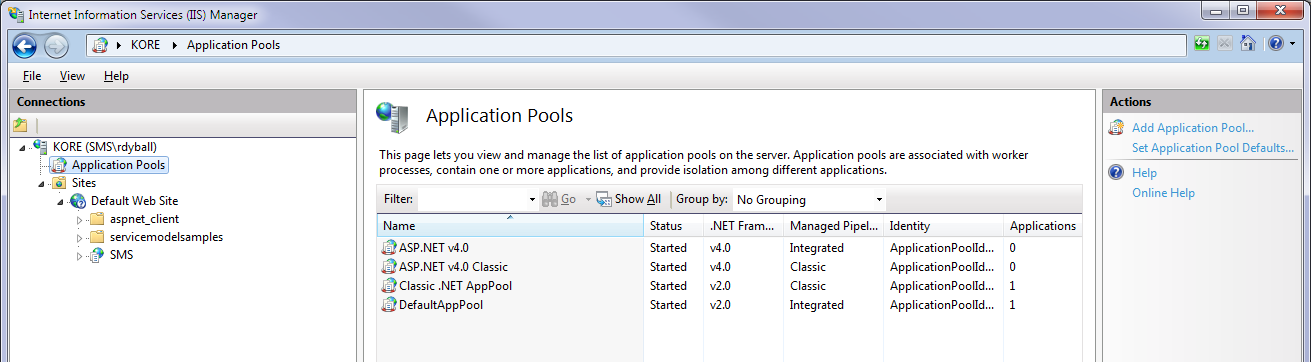 Internet Information Services (IIS) Manager
KORE Application Pools
File View Help
Connections
KORE (SMS\rdyball)
Application Pools
Sites
Default Web Site
aspnet_client
servicemodelsamples
SMS
Application Pools
This page lets you view and manage the list of application pools on the server. Application pools are associated with worker
processes, contain one or more applications, and provide isolation among different applications.
Filter: Go Show All Group by: No Grouping
Name Status .NET Fram... Managed Pipel... Identity Applications
ASP.NET v4.0 Started v4.0 Integrated ApplicationPoolId... 0
ASP.NET v4.0 Classic Started v4.0 Classic ApplicationPoolId... 0
Classic .NET AppPool Started v2.0 Classic ApplicationPoolId... 1
DefaultAppPool Started v2.0 Integrated ApplicationPoolId... 1
Actions
Add Application Pool...
Set Application Pool Defaults...
Help
Online Help